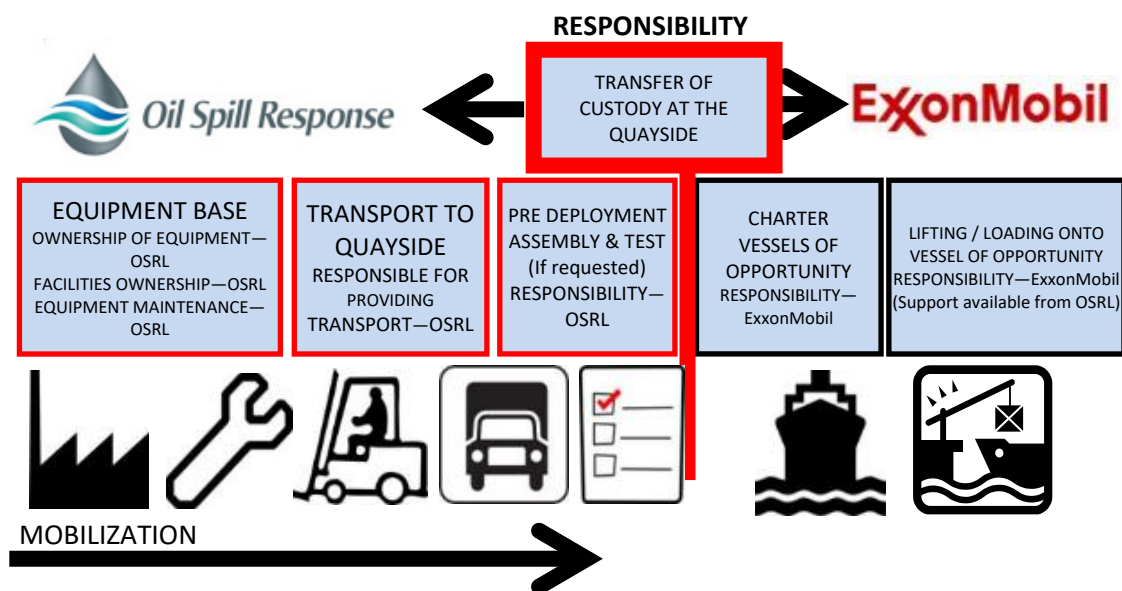 RESPONSIBILITY
Oil Spill Response
TRANSFER OF
CUSTODY AT THE
QUAYSIDE
ExxonMobil
EQUIPMENT BASE
OWNERSHIP OF EQUIPMENT—
OSRL
FACILITIES OWNERSHIP—OSRL
EQUIPMENT MAINTENANCE—
OSRL
TRANSPORT TO
QUAYSIDE
RESPONSIBLE FOR
PROVIDING
TRANSPORT—OSRL
PRE DEPLOYMENT
ASSEMBLY & TEST
(If requested)
RESPONSIBILITY—
OSRL
CHARTER
VESSELS OF
OPPORTUNITY
RESPONSIBILITY—
ExxonMobil
LIFTING / LOADING ONTO
VESSEL OF OPPORTUNITY
RESPONSIBILITY—ExxonMobil
(Support available from OSRL)
MOBILIZATION